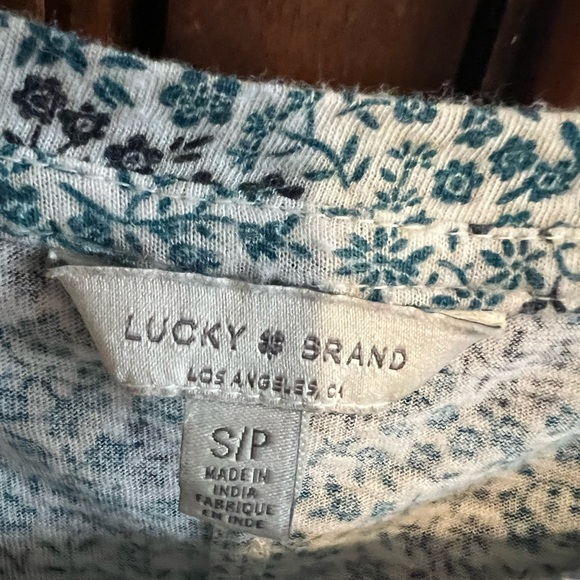 LUCKY BRAND
LOS ANGELES, CA
S/P
MADE IN
INDIA
FABRIQUE
EN INDE